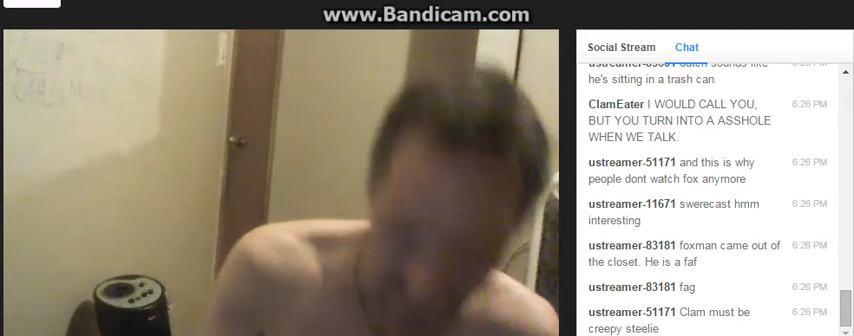 www.Bandicam.com
Social Stream Chat
he's sitting in a trash can
ClamEater I WOULD CALL YOU, 6:26 PM
BUT YOU TURN INTO A ASSHOLE
WHEN WE TALK.
ustreamer-51171 and this is why 6:26 PM
people dont watch fox anymore
ustreamer-11671 swerecast hmm 6:26 PM
interesting
ustreamer-83181 foxman came out of 6:26 PM
the closet. He is a faf
ustreamer-83181 fag 6:26 PM
ustreamer-51171 Clam must be 6:26 PM
creepy steelie